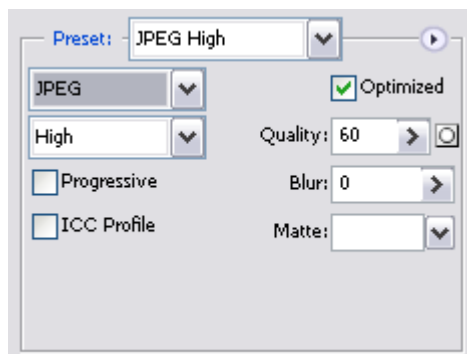 Preset: JPEG High
JPEG Optimized
High Quality: 60
Progressive Blur: 0
ICC Profile Matte: